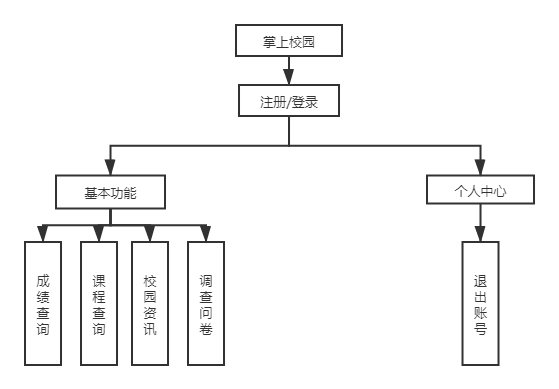 掌上校园
注册/登录
基本功能
个人中心
成绩查询
课程查询
校园资讯
调查问卷
退出账号